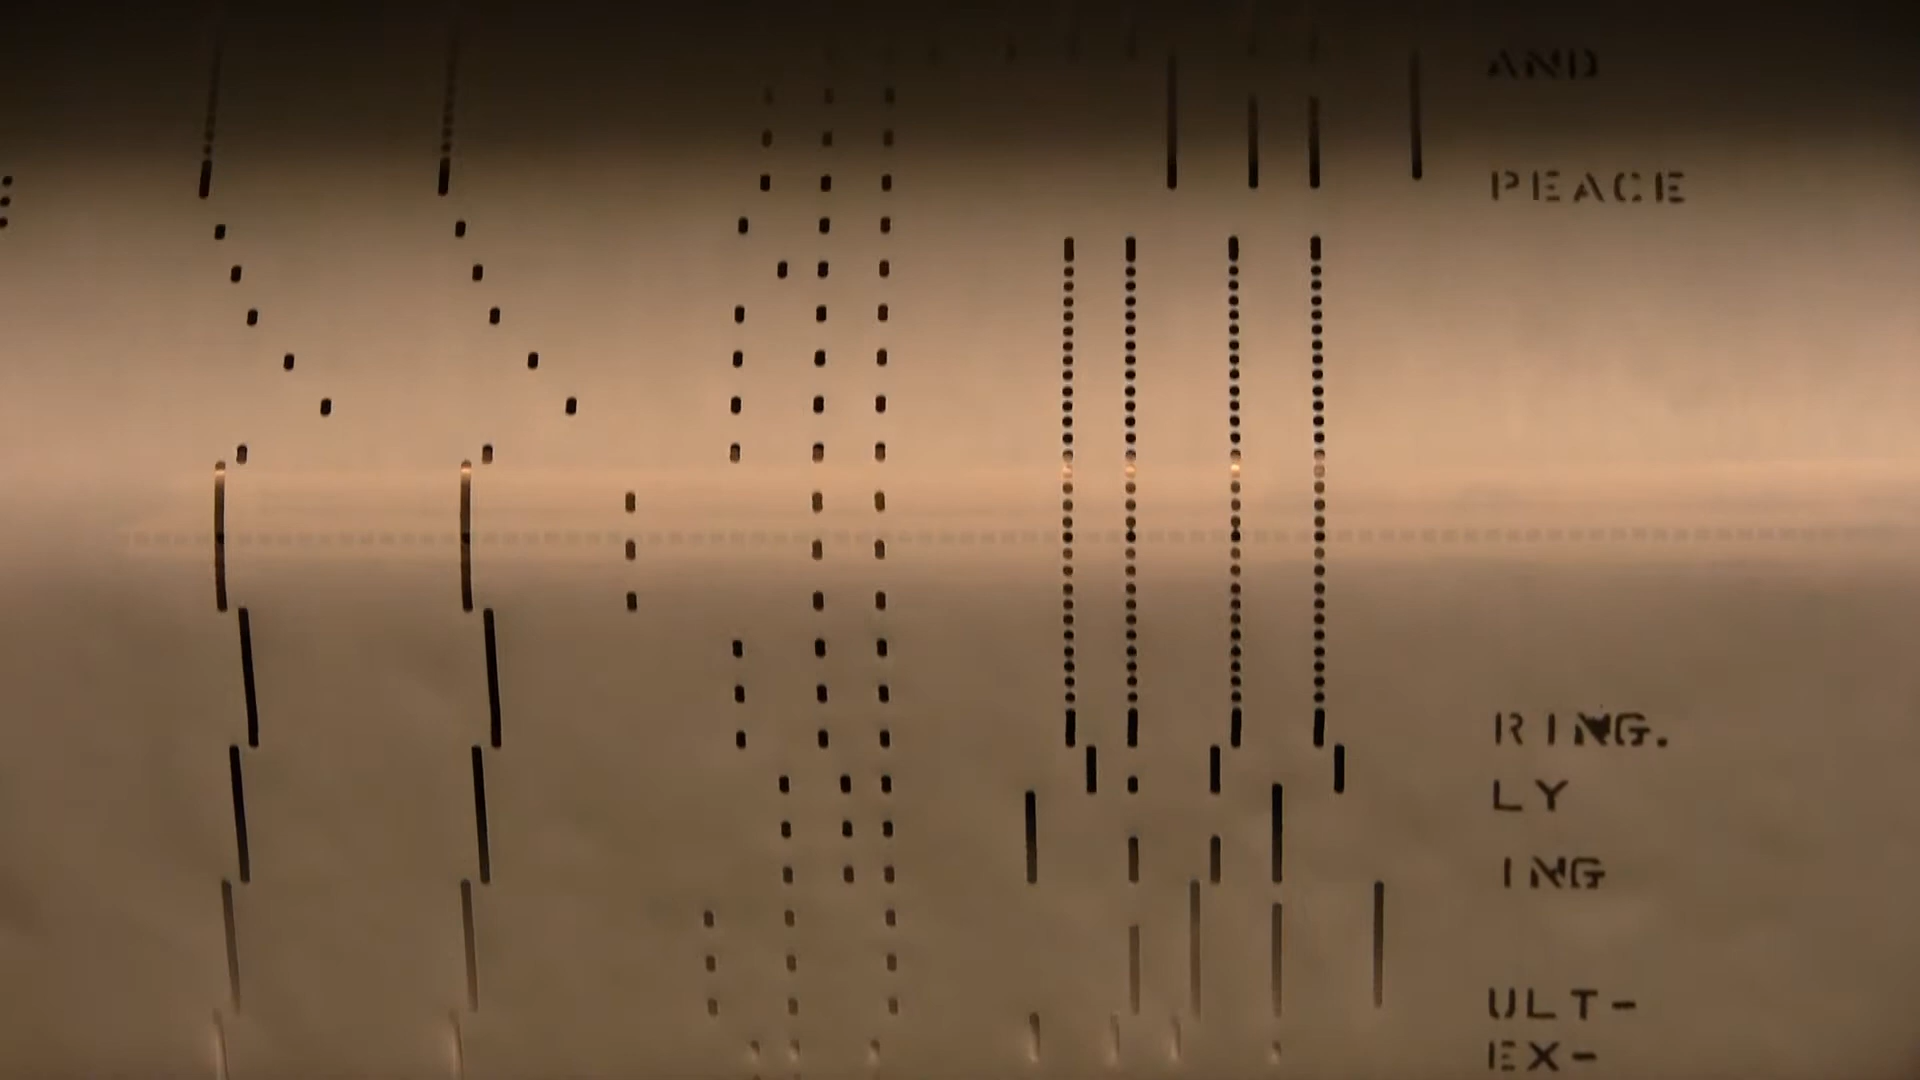 AND
PEACE
RING.
LY
ING
ULT-
EX-